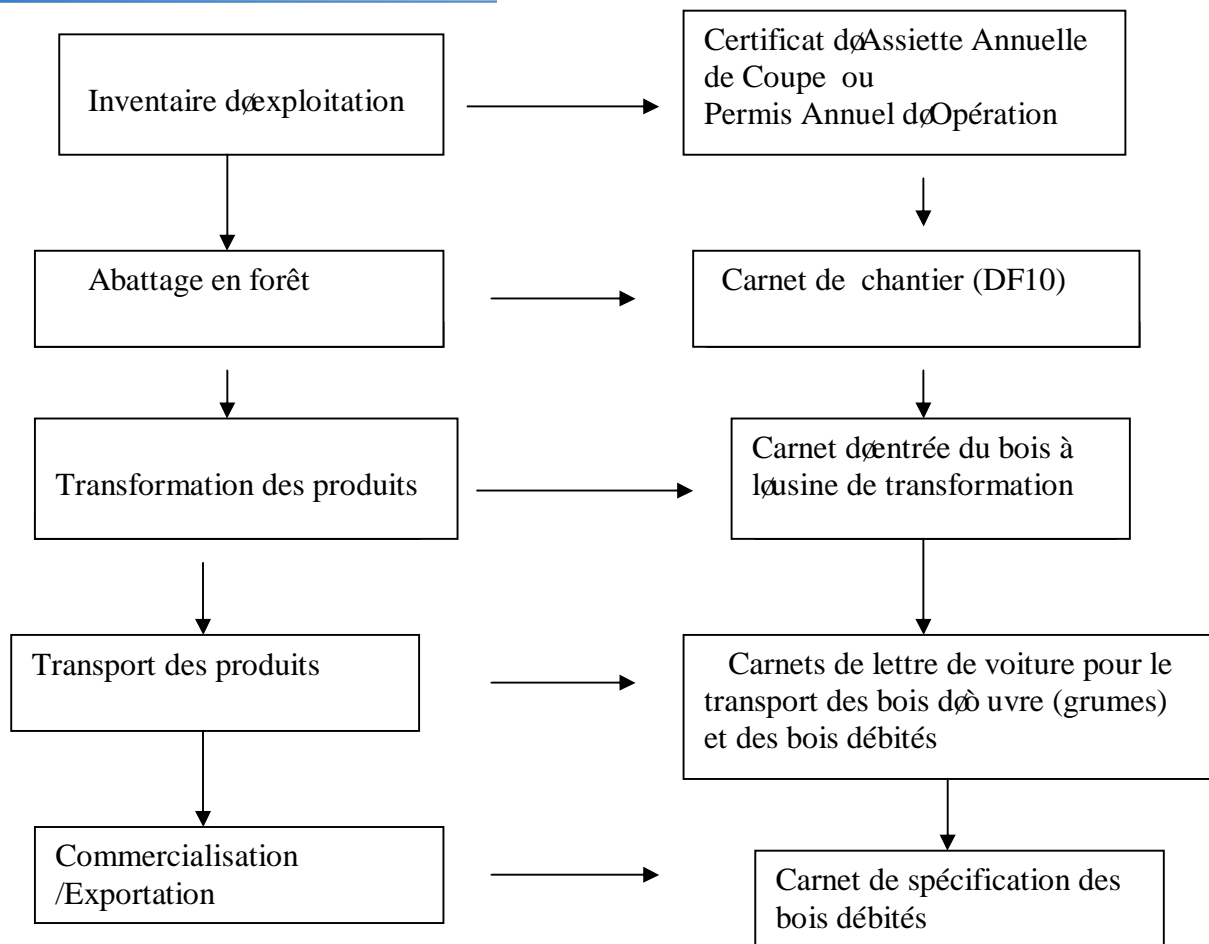 Inventaire døexploitation
Certificat døAssiette Annuelle
de Coupe ou
Permis Annuel døOpération
Abattage en forêt
Carnet de chantier (DF10)
Transformation des produits
Carnet døentrée du bois à
løusine de transformation
Transport des produits
Carnets de lettre de voiture pour le
transport des bois døò uvre (grumes)
et des bois débités
Commercialisation
/Exportation
Carnet de spécification des
bois débités